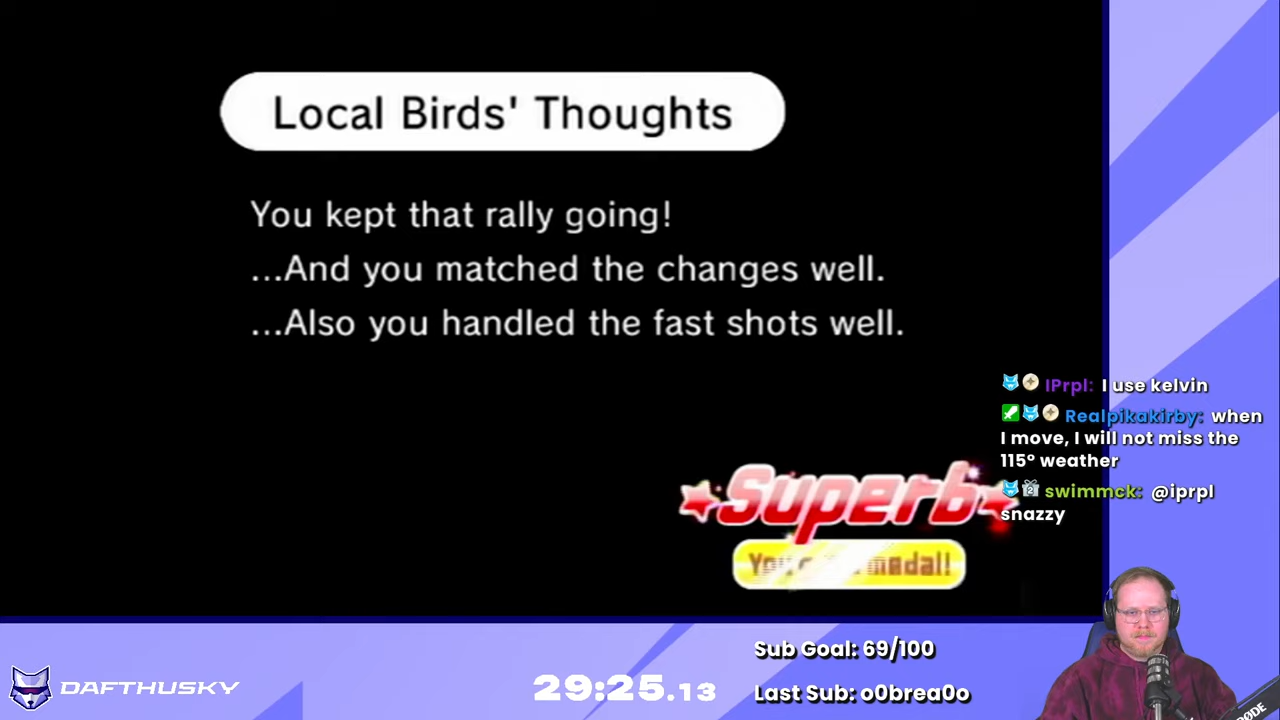 Local Birds' Thoughts
You kept that rally going!
...And you matched the changes well.
...Also you handled the fast shots well.
Superb
You medal!
IPrpl: I use kelvin
Realpikakirby: when
I move, I will not miss the
115° weather
swimmck: @iprpl
snazzy
DAFTHUSKY
29:25.13
Sub Goal: 69/100
Last Sub: o0brea0o